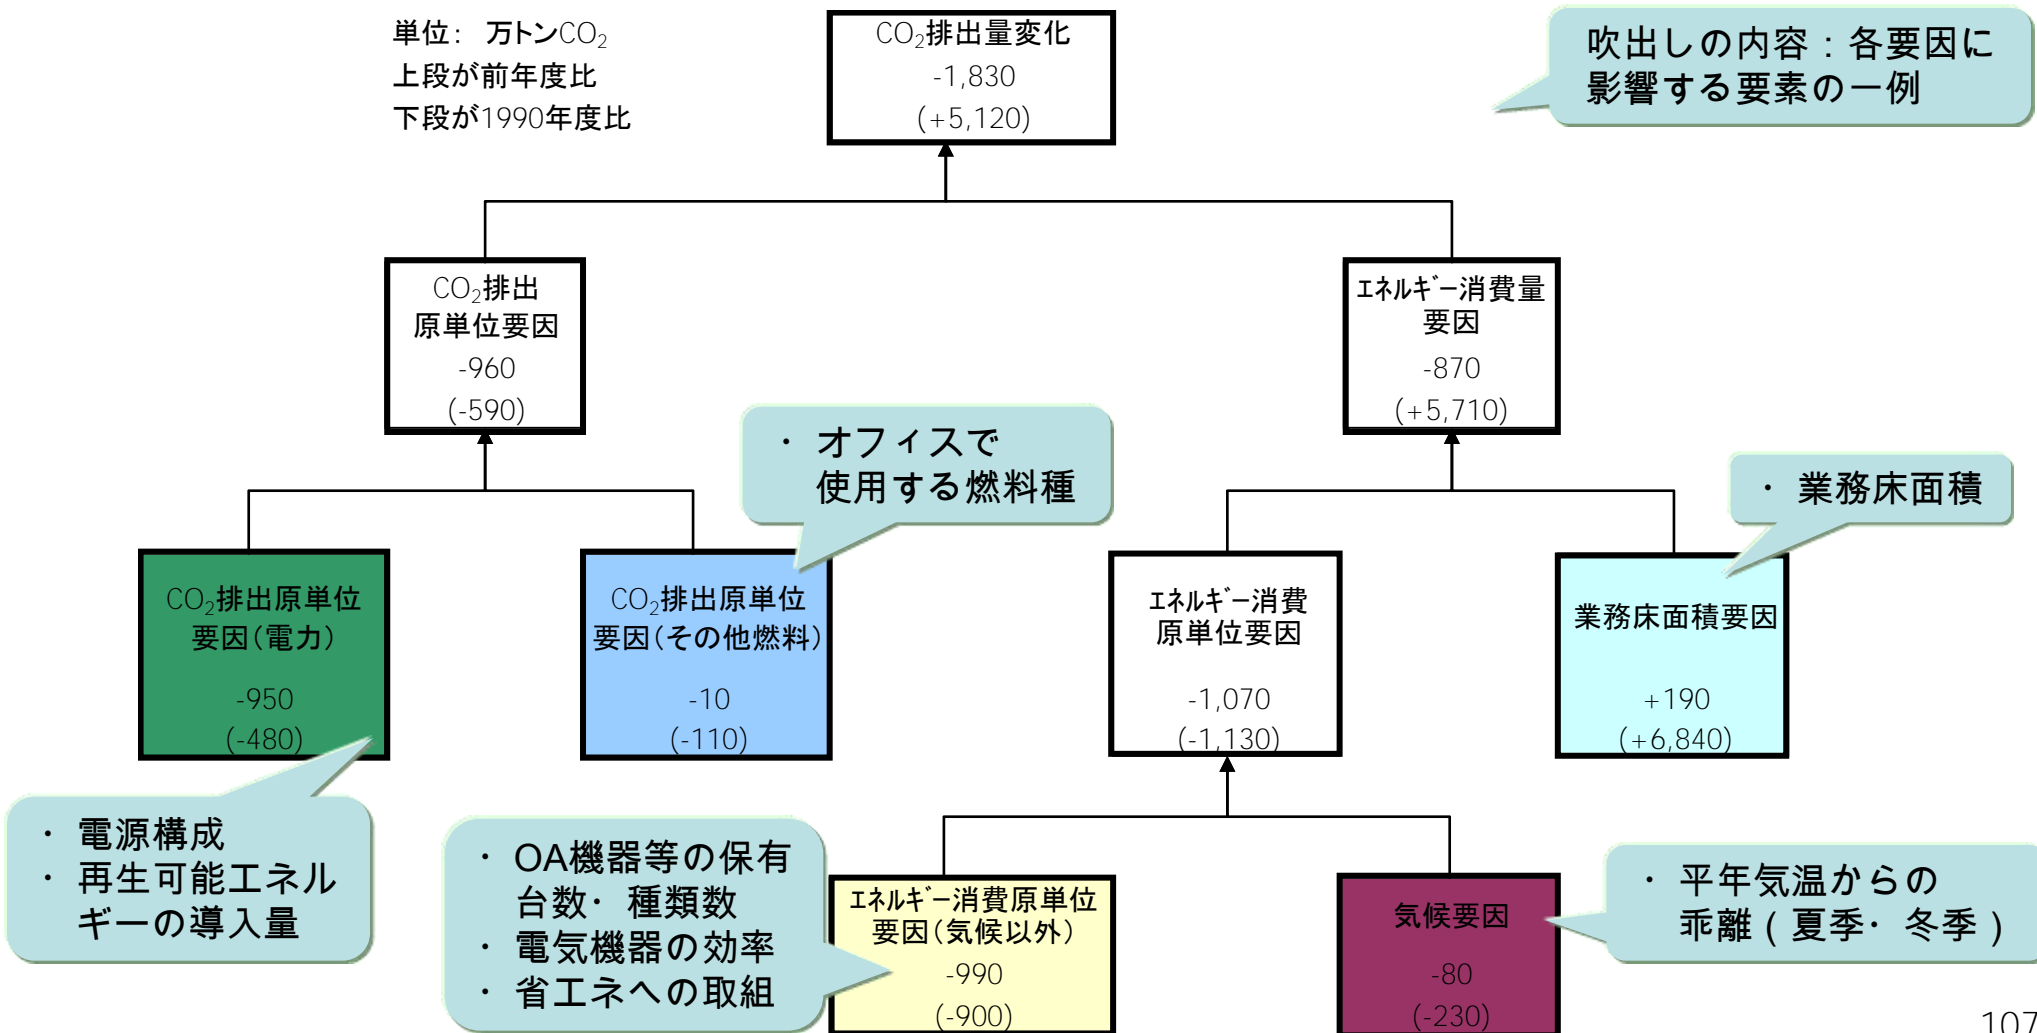 単位： 万トンCO₂
上段が前年度比
下段が1990年度比
CO₂排出量変化
-1,830
(+5,120)
吹出しの内容：各要因に
影響する要素の一例
CO₂排出
原単位要因
-960
(-590)
ｴﾈﾙｷﾞｰ消費量
要因
-870
(+5,710)
・ オフィスで
使用する燃料種
・ 業務床面積
CO₂排出原単位
要因(電力)
-950
(-480)
CO₂排出原単位
要因(その他燃料)
-10
(-110)
ｴﾈﾙｷﾞｰ消費
原単位要因
-1,070
(-1,130)
業務床面積要因
+190
(+6,840)
・ 電源構成
・ 再生可能エネル
ギーの導入量
・ OA機器等の保有
台数・ 種類数
・ 電気機器の効率
・ 省エネへの取組
ｴﾈﾙｷﾞｰ消費原単位
要因(気候以外)
-990
(-900)
気候要因
-80
(-230)
・ 平年気温からの
乖離（夏季・ 冬季）
107